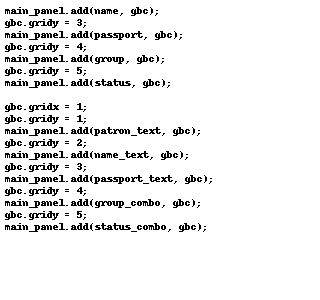 main_panel.add(name, gbc);
gbc.gridy = 3;
main_panel.add(passport, gbc);
gbc.gridy = 4;
main_panel.add(group, gbc);
gbc.gridy = 5;
main_panel.add(status, gbc);

gbc.gridx = 1;
gbc.gridy = 1;
main_panel.add(patron_text, gbc);
gbc.gridy = 2;
main_panel.add(name_text, gbc);
gbc.gridy = 3;
main_panel.add(passport_text, gbc);
gbc.gridy = 4;
main_panel.add(group_combo, gbc);
gbc.gridy = 5;
main_panel.add(status_combo, gbc);